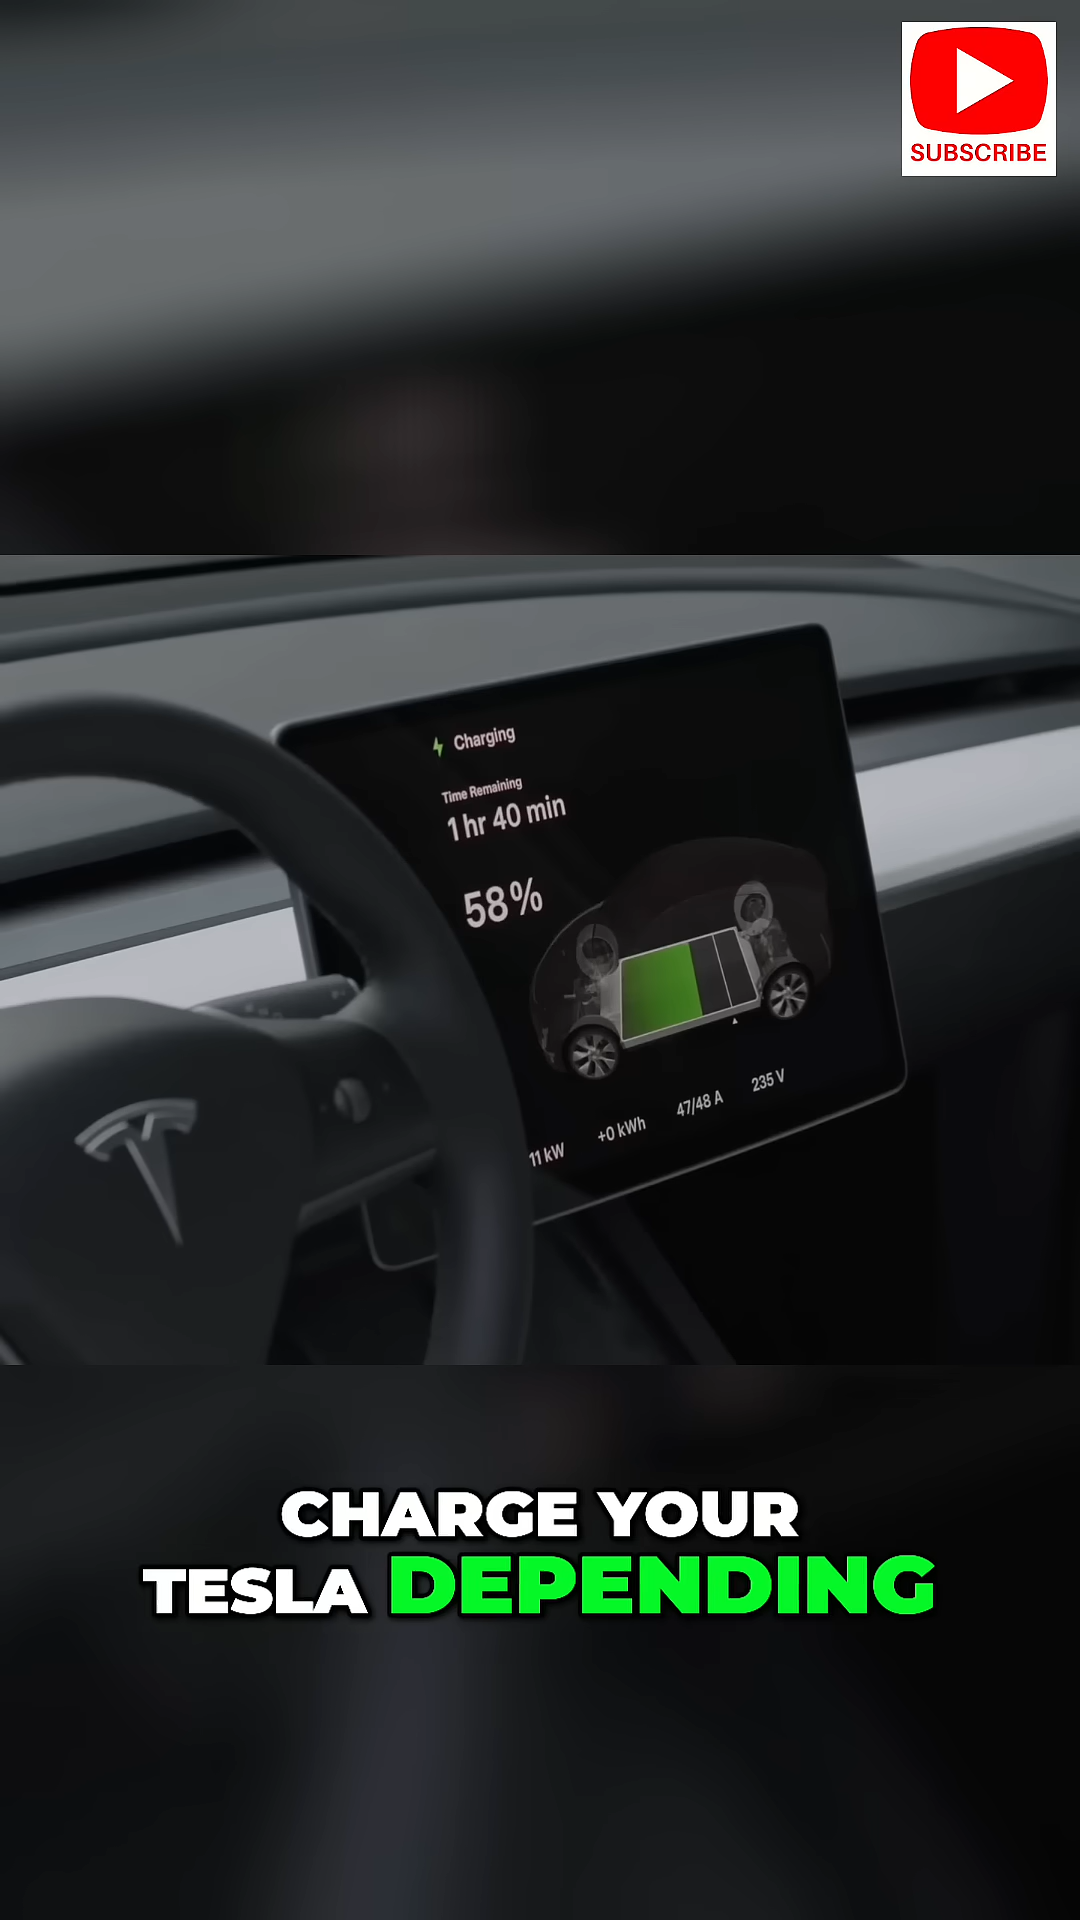 SUBSCRIBE
Charging
Time Remaining
1 hr 40 min
58%
11 kW +0 kWh 47/48 A 235 V
CHARGE YOUR
TESLA DEPENDING